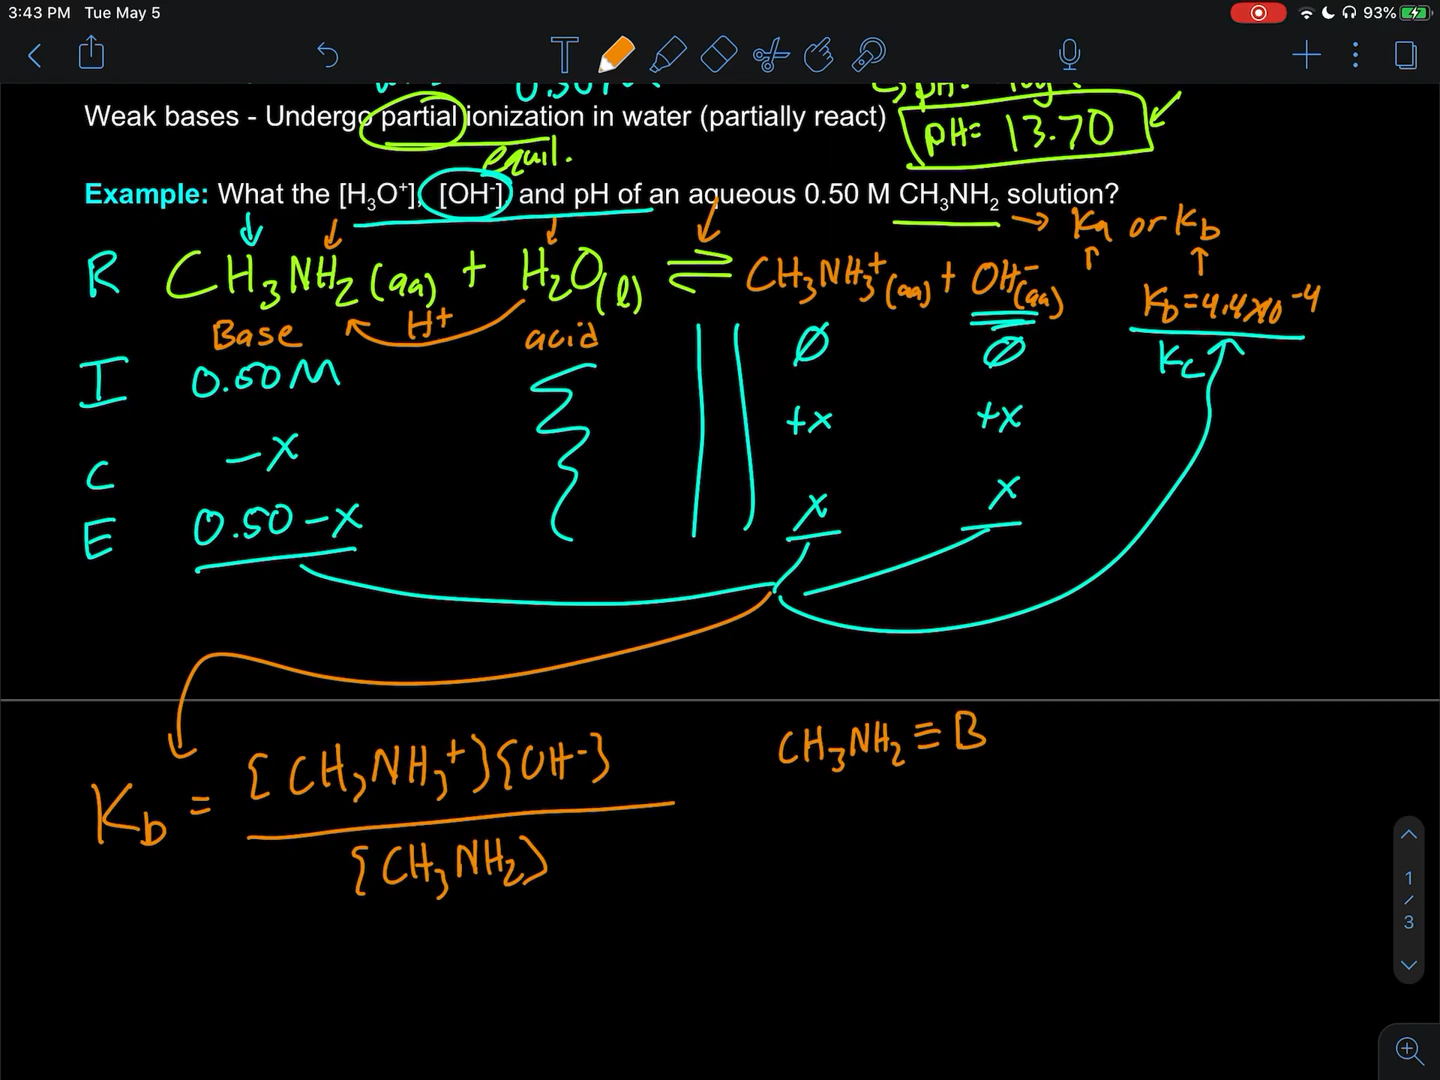 3:43 PM Tue May 5
93%
Weak bases - Undergo partial ionization in water (partially react)
pH= 13.70
equil.
Example: What the [H₃O⁺], [OH⁻], and pH of an aqueous 0.50 M CH₃NH₂ solution?
→ Ka or Kb
R CH₃NH₂(aq) + H₂O(l) ⇌ CH₃NH₃⁺(aq) + OH⁻(aq)
Kb = 4.4×10⁻⁴
Base H+ acid
Kc
I 0.50M Ø Ø
C -x +x +x
E 0.50-x x x
CH₃NH₂ ≡ B
Kb = [CH₃NH₃⁺][OH⁻]
[CH₃NH₂]
1
/
3